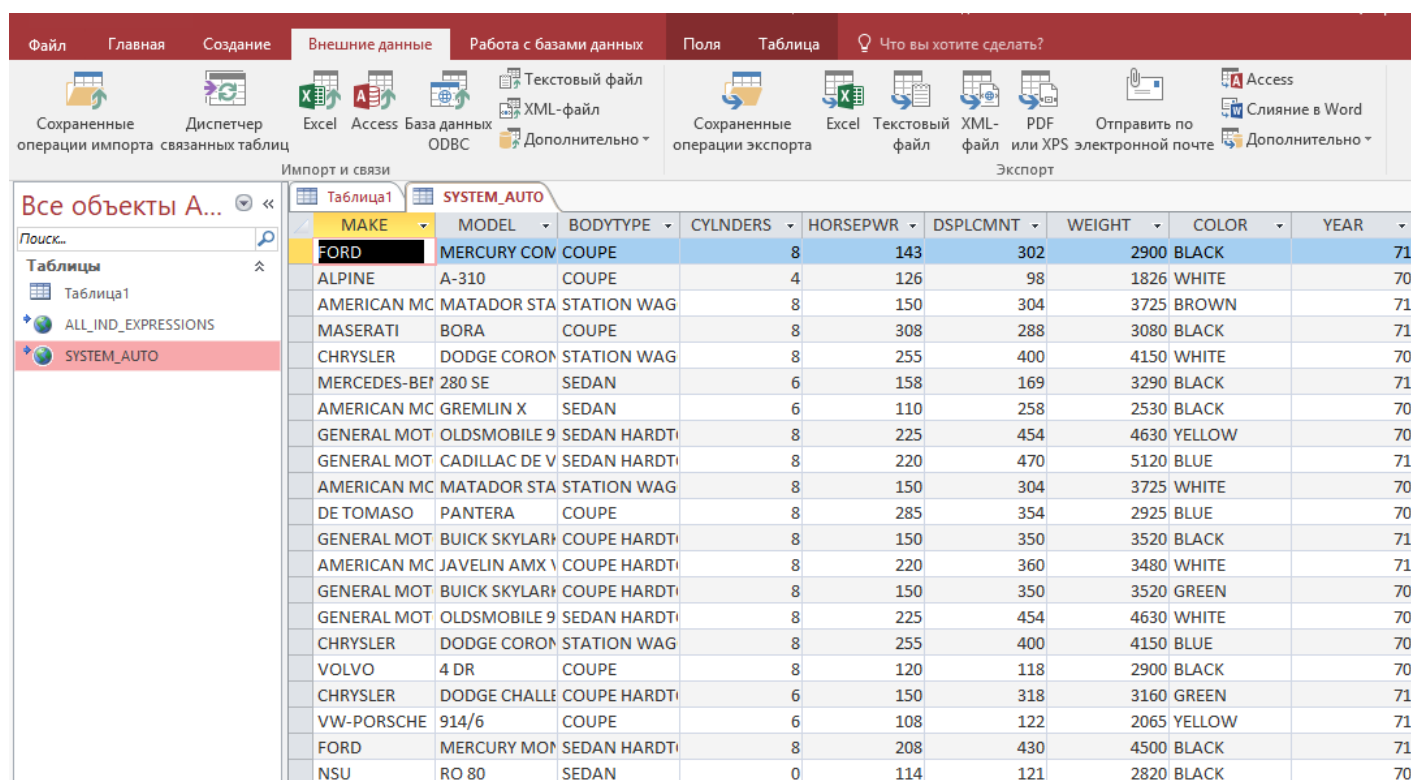 Файл Главная Создание Внешние данные Работа с базами данных Поля Таблица Что вы хотите сделать?
Сохраненные операции импорта
Диспетчер связанных таблиц
Excel
Access
База данных ODBC
Текстовый файл
XML-файл
Дополнительно
Импорт и связи
Сохраненные операции экспорта
Excel
Текстовый файл
XML-файл
PDF или XPS
Отправить по электронной почте
Access
Слияние в Word
Дополнительно
Экспорт
Все объекты A...
Поиск...
Таблицы
Таблица1
ALL_IND_EXPRESSIONS
SYSTEM_AUTO
Таблица1 SYSTEM_AUTO
MAKE MODEL BODYTYPE CYLNDERS HORSEPWR DSPLCMNT WEIGHT COLOR YEAR
FORD MERCURY COM COUPE 8 143 302 2900 BLACK 71
ALPINE A-310 COUPE 4 126 98 1826 WHITE 70
AMERICAN MO MATADOR STA STATION WAG 8 150 304 3725 BROWN 71
MASERATI BORA COUPE 8 308 288 3080 BLACK 71
CHRYSLER DODGE CORON STATION WAG 8 255 400 4150 WHITE 70
MERCEDES-BEN 280 SE SEDAN 6 158 169 3290 BLACK 71
AMERICAN MO GREMLIN X SEDAN 6 110 258 2530 BLACK 70
GENERAL MOT OLDSMOBILE 9 SEDAN HARDT 8 225 454 4630 YELLOW 70
GENERAL MOT CADILLAC DE V SEDAN HARDT 8 220 470 5120 BLUE 71
AMERICAN MO MATADOR STA STATION WAG 8 150 304 3725 WHITE 70
DE TOMASO PANTERA COUPE 8 285 354 2925 BLUE 70
GENERAL MOT BUICK SKYLARK COUPE HARDT 8 150 350 3520 BLACK 71
AMERICAN MO JAVELIN AMX COUPE HARDT 8 220 360 3480 WHITE 71
GENERAL MOT BUICK SKYLARK COUPE HARDT 8 150 350 3520 GREEN 70
GENERAL MOT OLDSMOBILE 9 SEDAN HARDT 8 225 454 4630 WHITE 70
CHRYSLER DODGE CORON STATION WAG 8 255 400 4150 BLUE 70
VOLVO 4 DR COUPE 8 120 118 2900 BLACK 70
CHRYSLER DODGE CHALLE COUPE HARDT 6 150 318 3160 GREEN 71
VW-PORSCHE 914/6 COUPE 6 108 122 2065 YELLOW 71
FORD MERCURY MON SEDAN HARDT 8 208 430 4500 BLACK 71
NSU RO 80 SEDAN 0 114 121 2820 BLACK 70